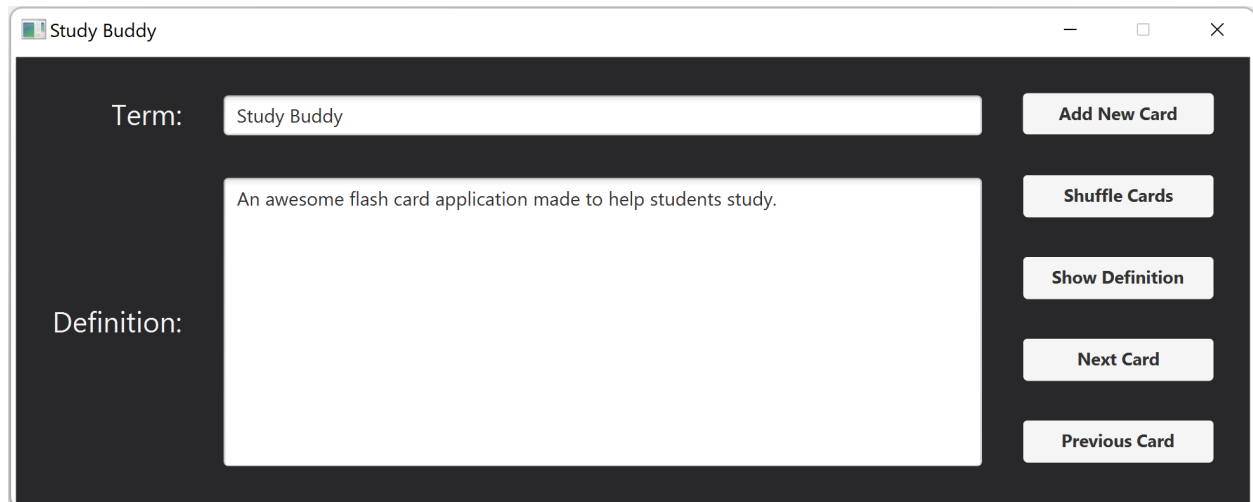 Study Buddy
Term:
Study Buddy
Add New Card
An awesome flash card application made to help students study.
Shuffle Cards
Show Definition
Definition:
Next Card
Previous Card